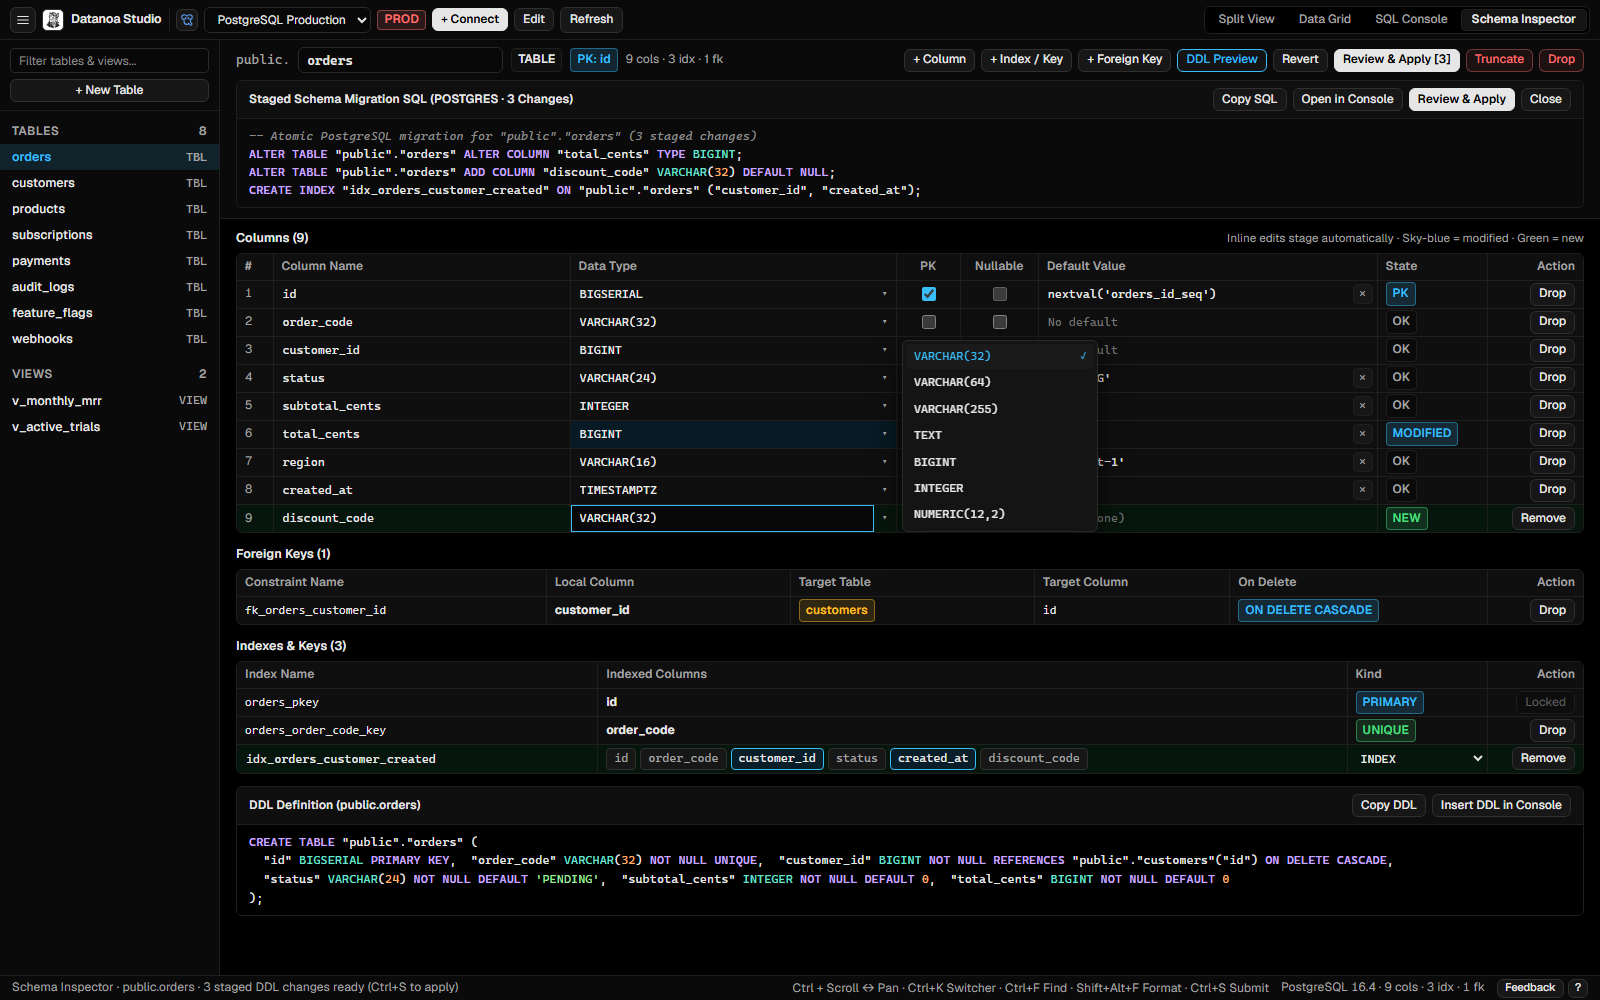 Datanoa Studio PostgreSQL Production PROD + Connect Edit Refresh Split View Data Grid SQL Console Schema Inspector
Filter tables & views...
+ New Table
TABLES 8
orders TBL
customers TBL
products TBL
subscriptions TBL
payments TBL
audit_logs TBL
feature_flags TBL
webhooks TBL
VIEWS 2
v_monthly_mrr VIEW
v_active_trials VIEW
public. orders TABLE PK: id 9 cols · 3 idx · 1 fk + Column + Index / Key + Foreign Key DDL Preview Revert Review & Apply [3] Truncate Drop
Staged Schema Migration SQL (POSTGRES · 3 Changes) Copy SQL Open in Console Review & Apply Close
-- Atomic PostgreSQL migration for "public"."orders" (3 staged changes)
ALTER TABLE "public"."orders" ALTER COLUMN "total_cents" TYPE BIGINT;
ALTER TABLE "public"."orders" ADD COLUMN "discount_code" VARCHAR(32) DEFAULT NULL;
CREATE INDEX "idx_orders_customer_created" ON "public"."orders" ("customer_id", "created_at");
Columns (9) Inline edits stage automatically · Sky-blue = modified · Green = new
# Column Name Data Type PK Nullable Default Value State Action
1 id BIGSERIAL nextval('orders_id_seq') × PK Drop
2 order_code VARCHAR(32) No default OK Drop
3 customer_id BIGINT ult OK Drop
4 status VARCHAR(24) G' × OK Drop
5 subtotal_cents INTEGER × OK Drop
6 total_cents BIGINT × MODIFIED Drop
7 region VARCHAR(16) t-1' × OK Drop
8 created_at TIMESTAMPTZ × OK Drop
9 discount_code VARCHAR(32) one) NEW Remove
VARCHAR(32) ✓
VARCHAR(64)
VARCHAR(255)
TEXT
BIGINT
INTEGER
NUMERIC(12,2)
Foreign Keys (1)
Constraint Name Local Column Target Table Target Column On Delete Action
fk_orders_customer_id customer_id customers id ON DELETE CASCADE Drop
Indexes & Keys (3)
Index Name Indexed Columns Kind Action
orders_pkey id PRIMARY Locked
orders_order_code_key order_code UNIQUE Drop
idx_orders_customer_created id order_code customer_id status created_at discount_code INDEX Remove
DDL Definition (public.orders) Copy DDL Insert DDL in Console
CREATE TABLE "public"."orders" (
"id" BIGSERIAL PRIMARY KEY, "order_code" VARCHAR(32) NOT NULL UNIQUE, "customer_id" BIGINT NOT NULL REFERENCES "public"."customers"("id") ON DELETE CASCADE,
"status" VARCHAR(24) NOT NULL DEFAULT 'PENDING', "subtotal_cents" INTEGER NOT NULL DEFAULT 0, "total_cents" BIGINT NOT NULL DEFAULT 0
);
Schema Inspector · public.orders · 3 staged DDL changes ready (Ctrl+S to apply) Ctrl + Scroll ↔ Pan · Ctrl+K Switcher · Ctrl+F Find · Shift+Alt+F Format · Ctrl+S Submit PostgreSQL 16.4 · 9 cols · 3 idx · 1 fk Feedback ?